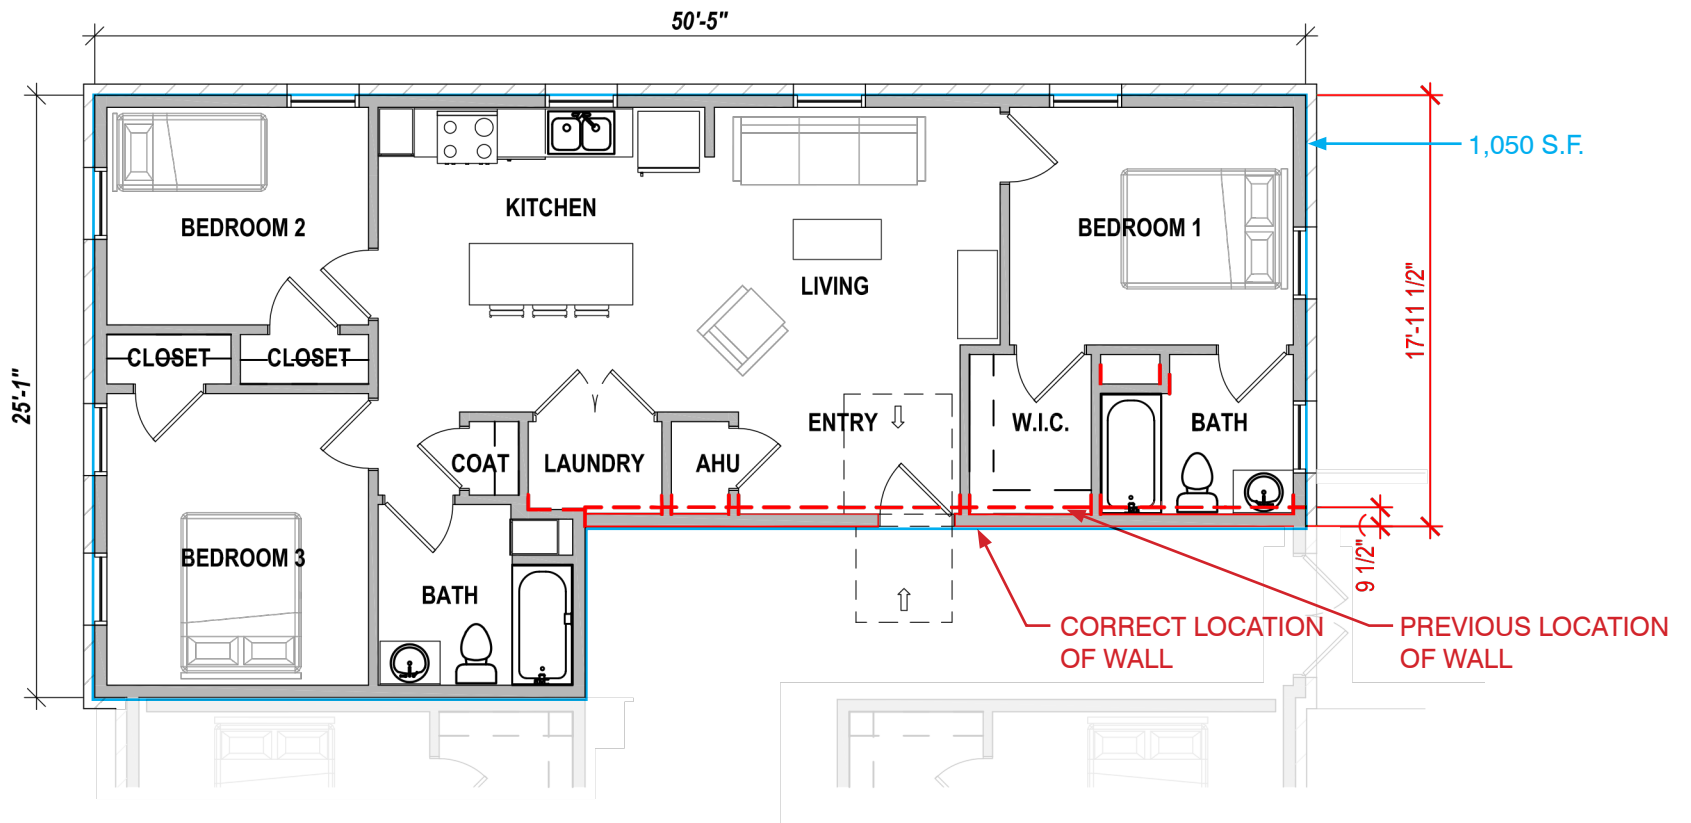 50'-5"
1,050 S.F.
KITCHEN
BEDROOM 2
BEDROOM 1
LIVING
17'-11 1/2"
CLOSET
CLOSET
25'-1"
ENTRY
W.I.C.
BATH
COAT
LAUNDRY
AHU
BEDROOM 3
9 1/2"
BATH
CORRECT LOCATION
OF WALL
PREVIOUS LOCATION
OF WALL